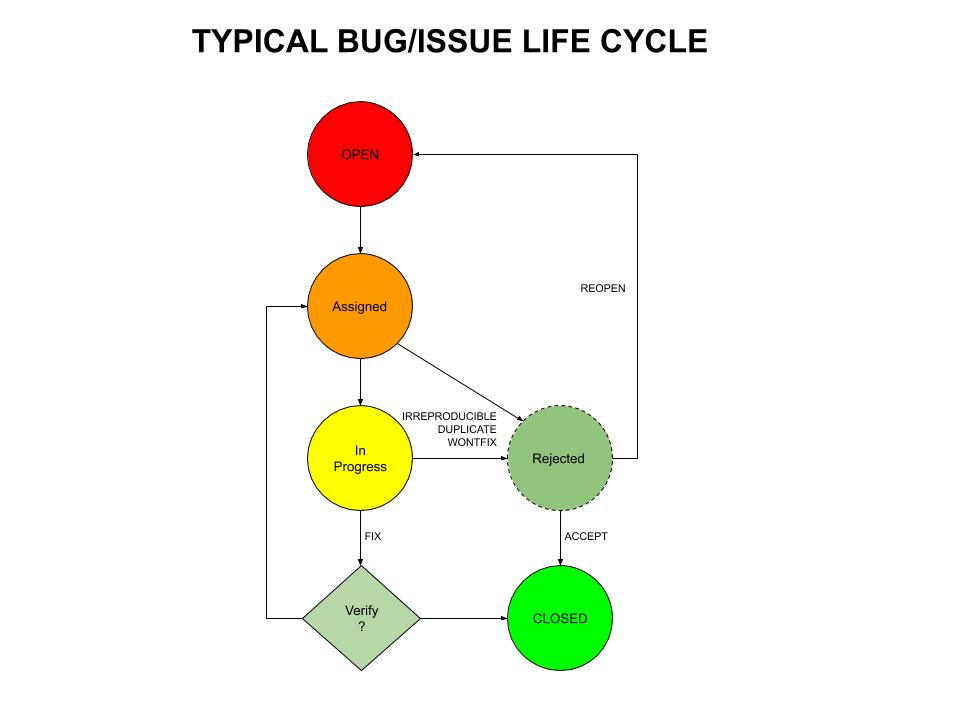 TYPICAL BUG/ISSUE LIFE CYCLE
OPEN
REOPEN
Assigned
IRREPRODUCIBLE
DUPLICATE
WONTFIX
In
Progress
Rejected
FIX
ACCEPT
Verify
?
CLOSED